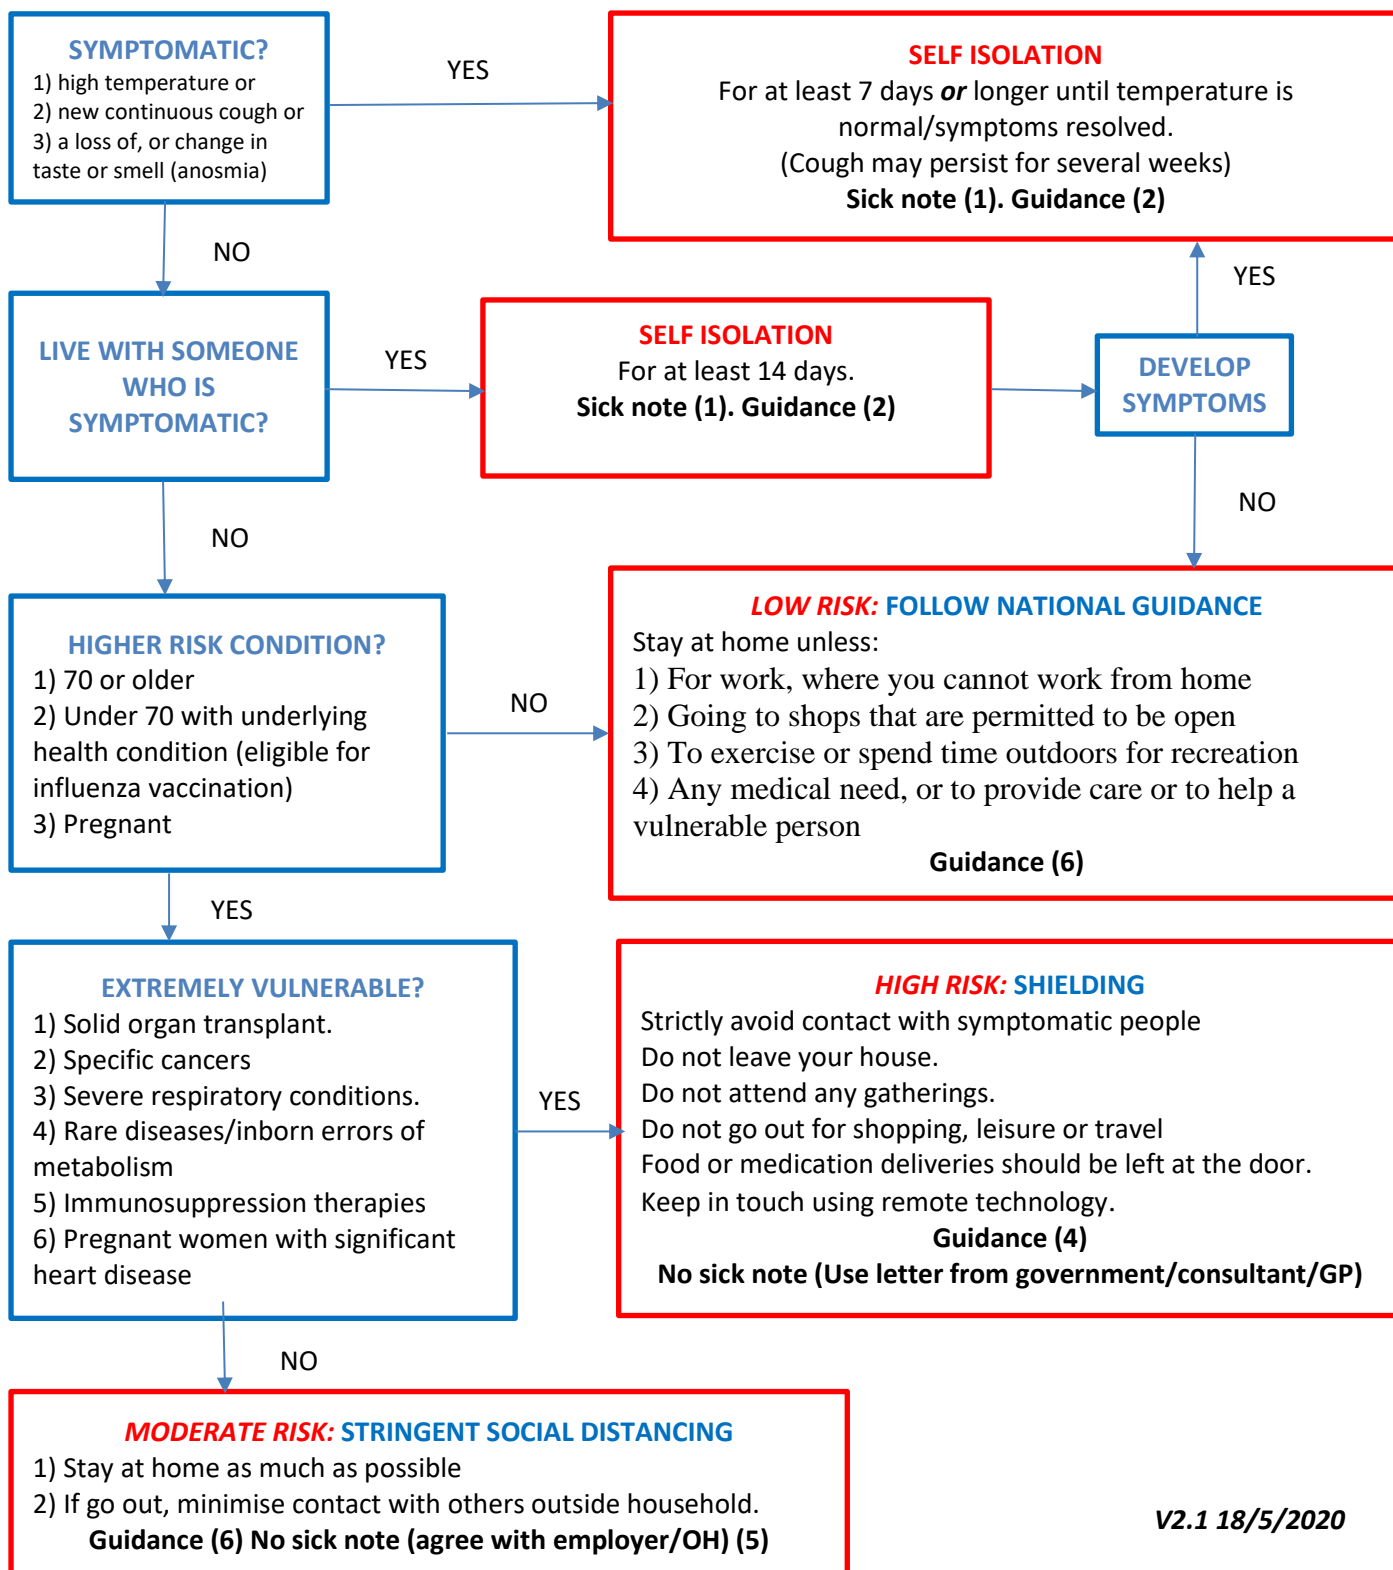 SYMPTOMATIC?
1) high temperature or
2) new continuous cough or
3) a loss of, or change in
taste or smell (anosmia)
YES
SELF ISOLATION
For at least 7 days or longer until temperature is
normal/symptoms resolved.
(Cough may persist for several weeks)
Sick note (1). Guidance (2)
NO
YES
LIVE WITH SOMEONE
WHO IS
SYMPTOMATIC?
YES
SELF ISOLATION
For at least 14 days.
Sick note (1). Guidance (2)
DEVELOP
SYMPTOMS
NO
NO
HIGHER RISK CONDITION?
1) 70 or older
2) Under 70 with underlying
health condition (eligible for
influenza vaccination)
3) Pregnant
NO
LOW RISK: FOLLOW NATIONAL GUIDANCE
Stay at home unless:
1) For work, where you cannot work from home
2) Going to shops that are permitted to be open
3) To exercise or spend time outdoors for recreation
4) Any medical need, or to provide care or to help a
vulnerable person
Guidance (6)
YES
EXTREMELY VULNERABLE?
1) Solid organ transplant.
2) Specific cancers
3) Severe respiratory conditions.
4) Rare diseases/inborn errors of
metabolism
5) Immunosuppression therapies
6) Pregnant women with significant
heart disease
YES
HIGH RISK: SHIELDING
Strictly avoid contact with symptomatic people
Do not leave your house.
Do not attend any gatherings.
Do not go out for shopping, leisure or travel
Food or medication deliveries should be left at the door.
Keep in touch using remote technology.
Guidance (4)
No sick note (Use letter from government/consultant/GP)
NO
MODERATE RISK: STRINGENT SOCIAL DISTANCING
1) Stay at home as much as possible
2) If go out, minimise contact with others outside household.
Guidance (6) No sick note (agree with employer/OH) (5)
V2.1 18/5/2020